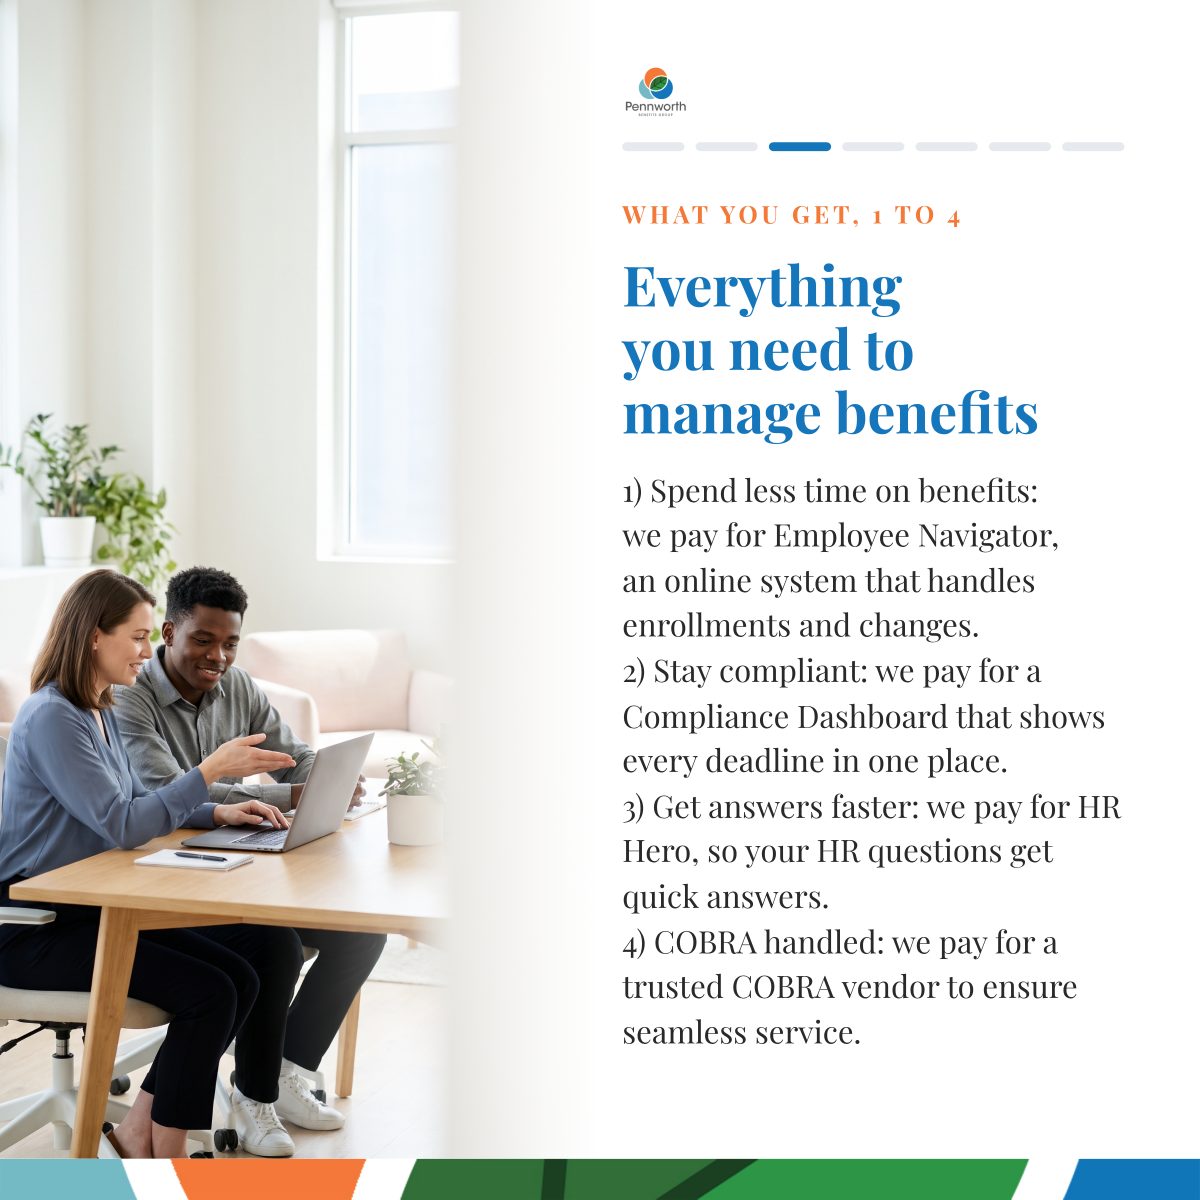 Pennworth
BENEFITS GROUP
WHAT YOU GET, 1 TO 4
Everything
you need to
manage benefits
1) Spend less time on benefits:
we pay for Employee Navigator,
an online system that handles
enrollments and changes.
2) Stay compliant: we pay for a
Compliance Dashboard that shows
every deadline in one place.
3) Get answers faster: we pay for HR
Hero, so your HR questions get
quick answers.
4) COBRA handled: we pay for a
trusted COBRA vendor to ensure
seamless service.